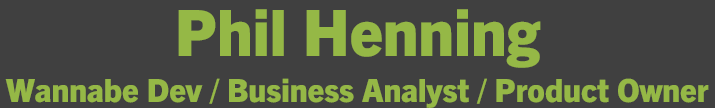 Phil Henning
Wannabe Dev / Business Analyst / Product Owner